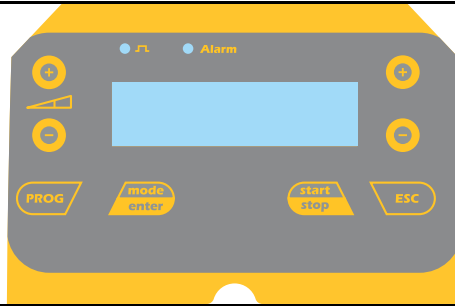 Alarm
+ +
- -
PROG mode start ESC
enter stop